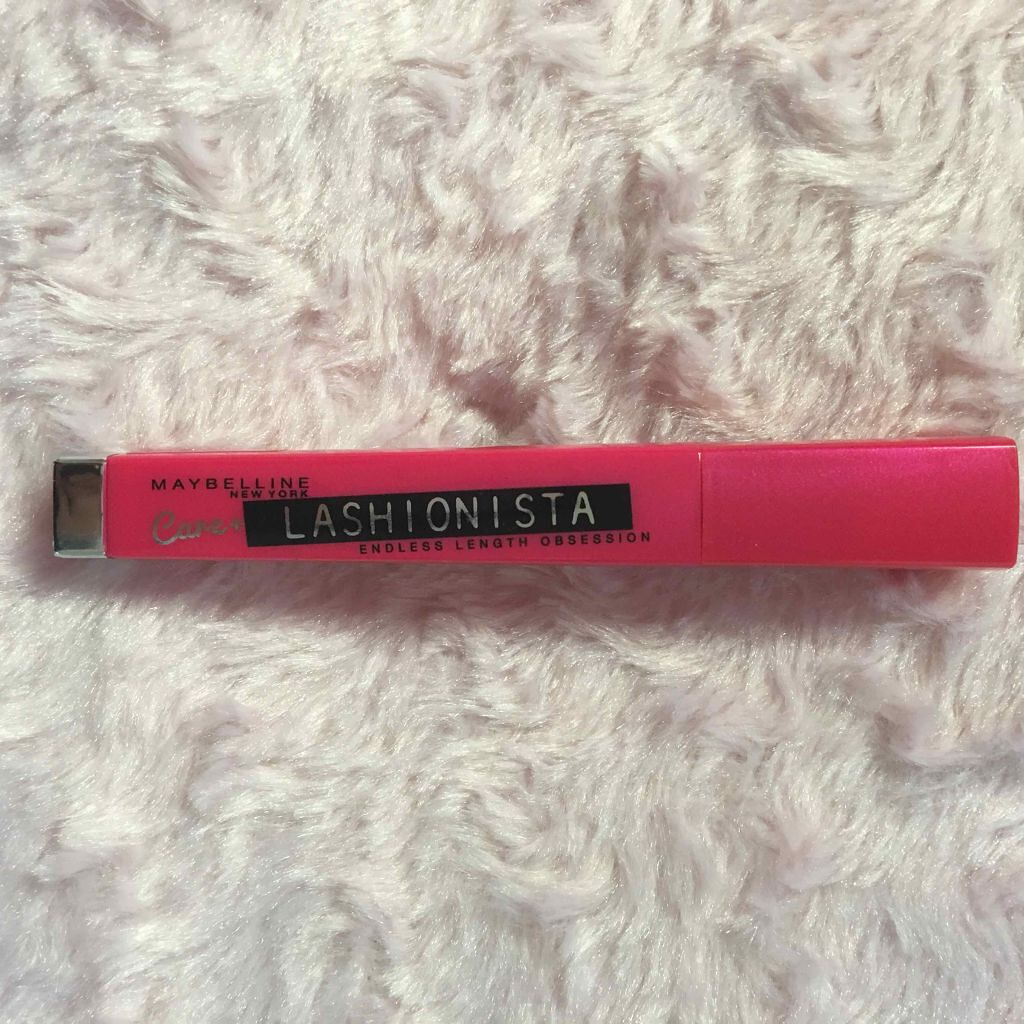 MAYBELLINE
NEW YORK
Care+ LASHIONISTA
ENDLESS LENGTH OBSESSION